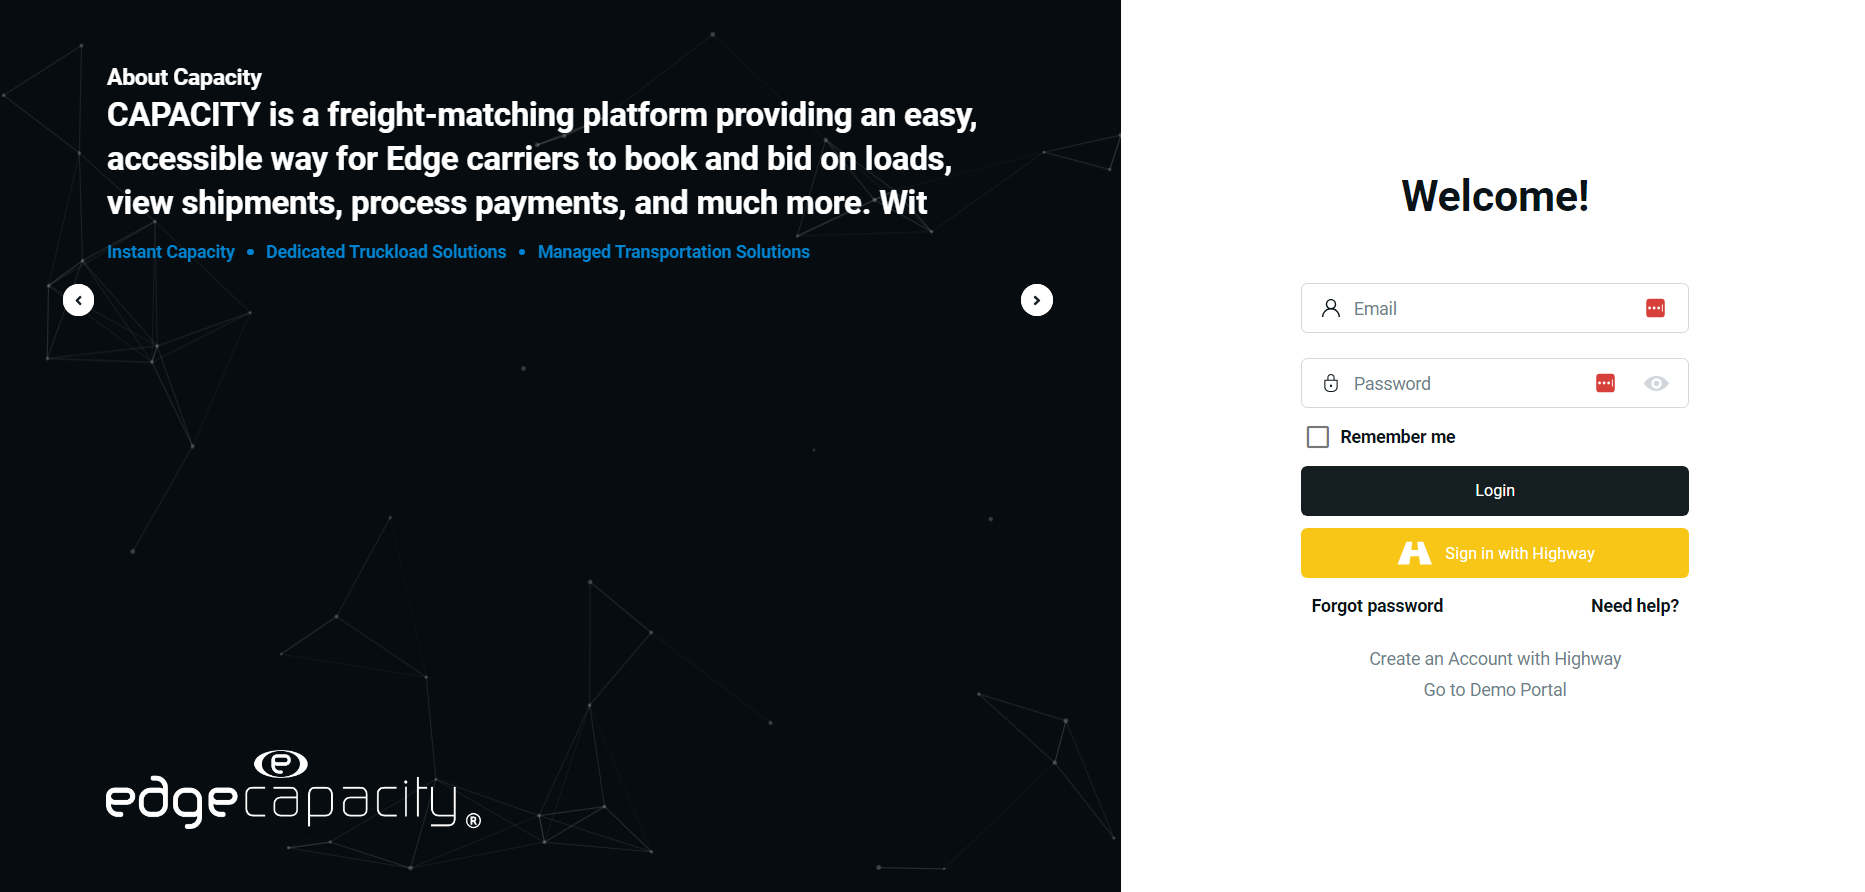 About Capacity
CAPACITY is a freight-matching platform providing an easy,
accessible way for Edge carriers to book and bid on loads,
view shipments, process payments, and much more. Wit
Instant Capacity • Dedicated Truckload Solutions • Managed Transportation Solutions
e
edgecapacity®
Welcome!
Email
Password
Remember me
Login
Sign in with Highway
Forgot password Need help?
Create an Account with Highway
Go to Demo Portal